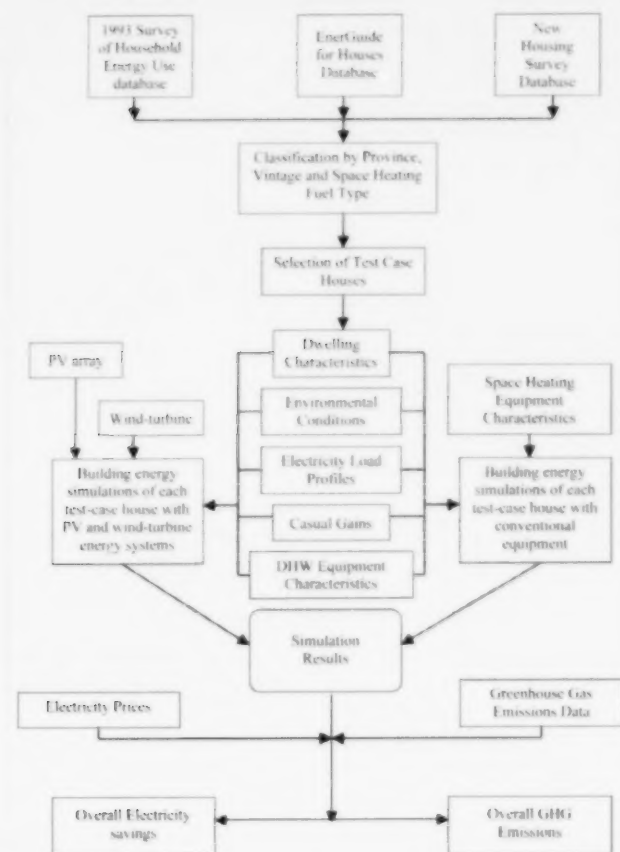 1993 Survey
of Household
Energy Use
database
EnerGuide
for Houses
Database
New
Housing
Survey
Database
Classification by Province,
Vintage and Space Heating
Fuel Type
Selection of Test Case
Houses
Dwelling
Characteristics
PV array
Wind-turbine
Environmental
Conditions
Space Heating
Equipment
Characteristics
Electricity Load
Profiles
Building energy
simulations of each
test-case house with
PV and wind-turbine
energy systems
Building energy
simulations of each
test-case house with
conventional
equipment
Casual Gains
DHW Equipment
Characteristics
Simulation
Results
Electricity Prices
Greenhouse Gas
Emissions Data
Overall Electricity
savings
Overall GHG
Emissions